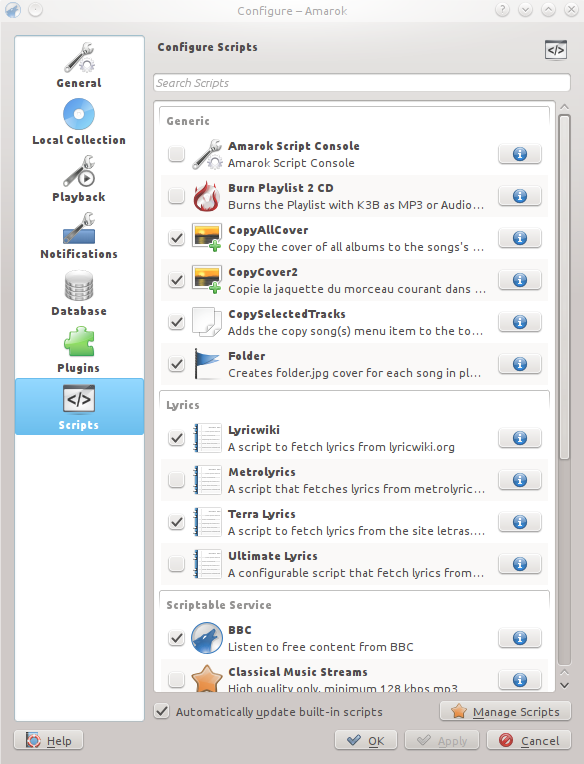 Configure – Amarok
General
Local Collection
Playback
Notifications
Database
Plugins
Scripts
Configure Scripts
Search Scripts
Generic
Amarok Script Console
Amarok Script Console
Burn Playlist 2 CD
Burns the Playlist with K3B as MP3 or Audio...
CopyAllCover
Copy the cover of all albums to the songs's ...
CopyCover2
Copie la jaquette du morceau courant dans ...
CopySelectedTracks
Adds the copy song(s) menu item to the to...
Folder
Creates folder.jpg cover for each song in pl...
Lyrics
Lyricwiki
A script to fetch lyrics from lyricwiki.org
Metrolyrics
A script that fetches lyrics from metrolyric...
Terra Lyrics
A script to fetch lyrics from the site letras....
Ultimate Lyrics
A configurable script that fetch lyrics from...
Scriptable Service
BBC
Listen to free content from BBC
Classical Music Streams
High quality only, minimum 128 kbps mp3
Automatically update built-in scripts
Manage Scripts
Help
OK
Apply
Cancel